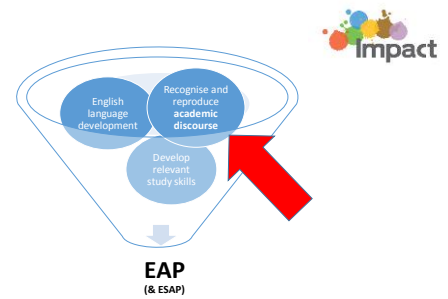 Impact
English
language
development
Recognise and
reproduce
academic
discourse
Develop
relevant
study skills
EAP
(& ESAP)